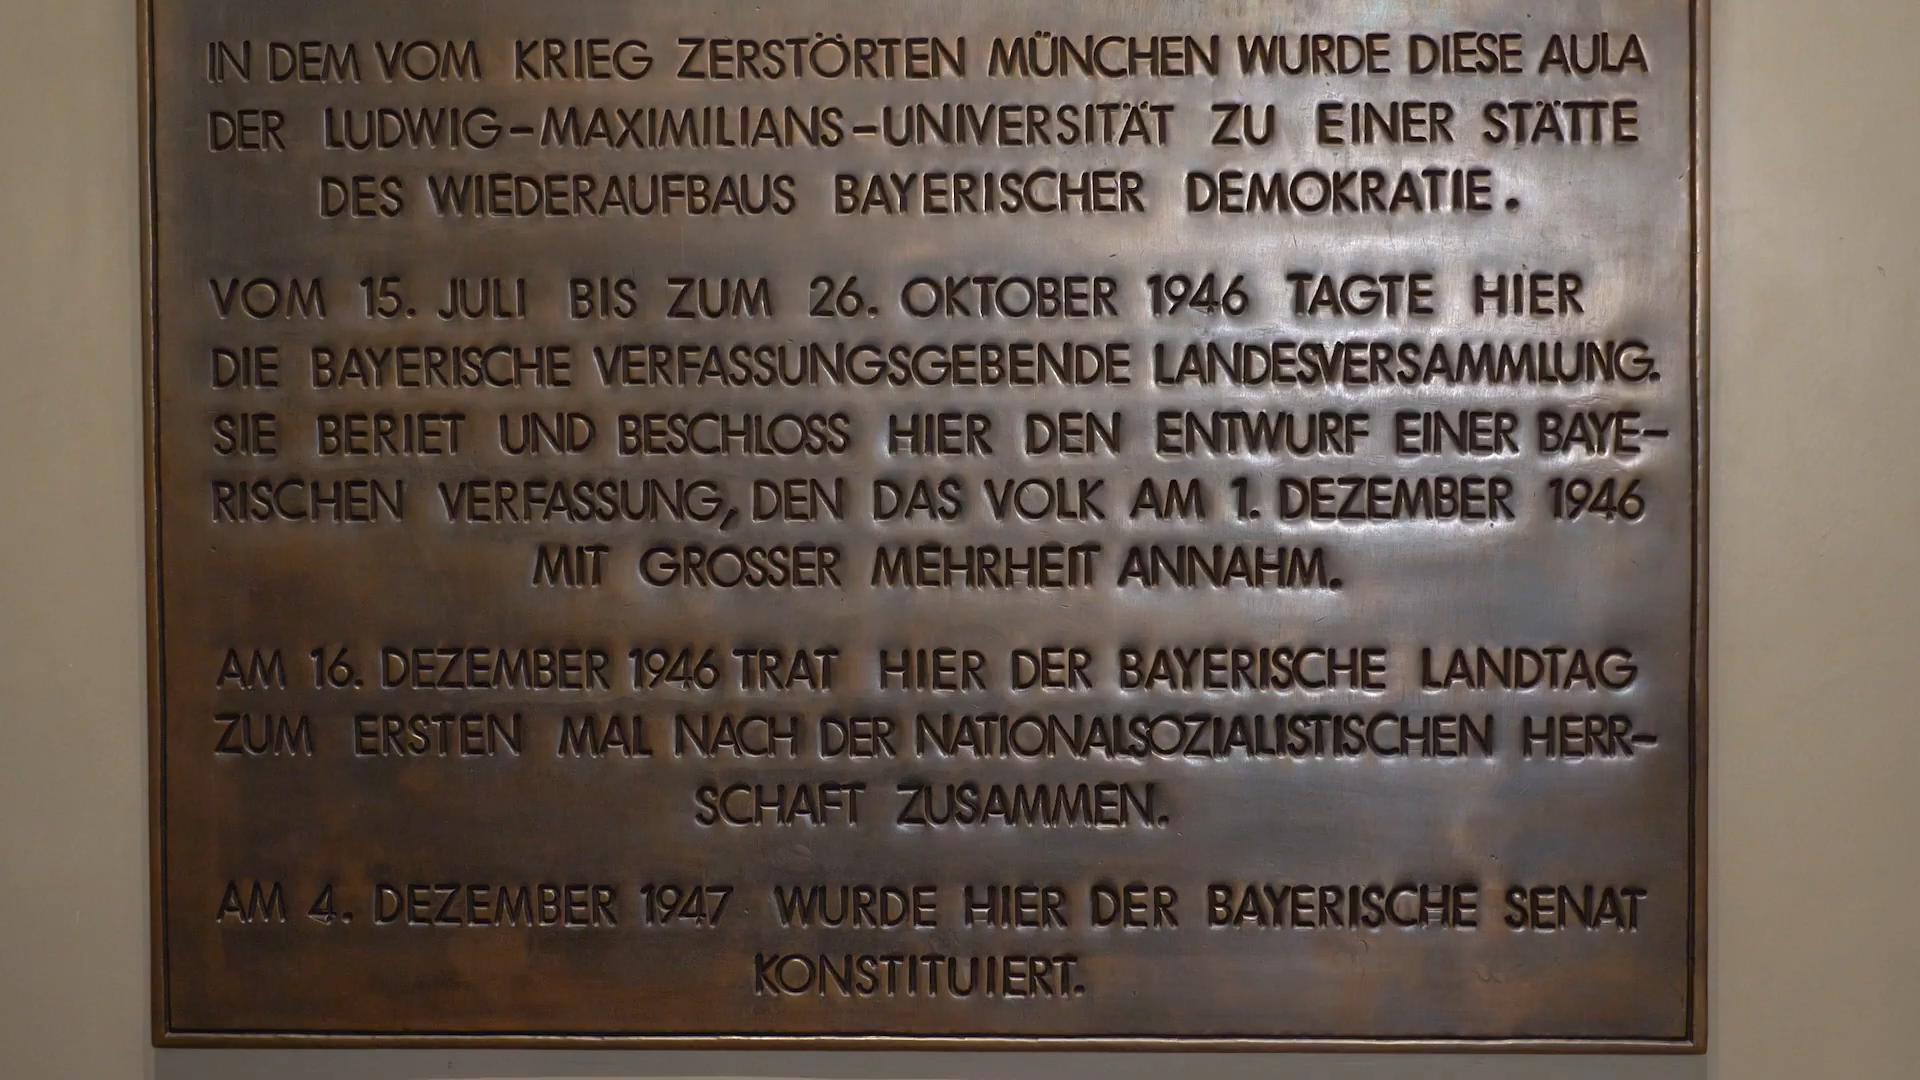 IN DEM VOM KRIEG ZERSTÖRTEN MÜNCHEN WURDE DIESE AULA
DER LUDWIG-MAXIMILIANS-UNIVERSITÄT ZU EINER STÄTTE
DES WIEDERAUFBAUS BAYERISCHER DEMOKRATIE.
VOM 15. JULI BIS ZUM 26. OKTOBER 1946 TAGTE HIER
DIE BAYERISCHE VERFASSUNGSGEBENDE LANDESVERSAMMLUNG.
SIE BERIET UND BESCHLOSS HIER DEN ENTWURF EINER BAYE-
RISCHEN VERFASSUNG, DEN DAS VOLK AM 1. DEZEMBER 1946
MIT GROSSER MEHRHEIT ANNAHM.
AM 16. DEZEMBER 1946 TRAT HIER DER BAYERISCHE LANDTAG
ZUM ERSTEN MAL NACH DER NATIONALSOZIALISTISCHEN HERR-
SCHAFT ZUSAMMEN.
AM 4. DEZEMBER 1947 WURDE HIER DER BAYERISCHE SENAT
KONSTITUIERT.